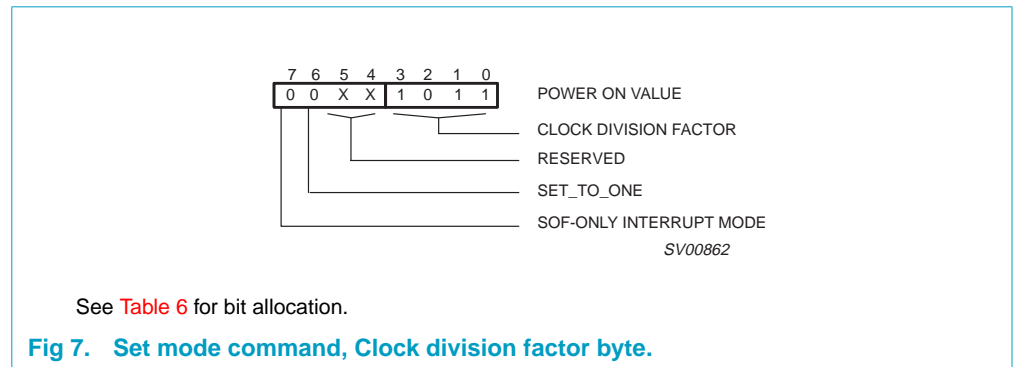 7 6 5 4 3 2 1 0
0 0 X X 1 0 1 1 POWER ON VALUE
CLOCK DIVISION FACTOR
RESERVED
SET_TO_ONE
SOF-ONLY INTERRUPT MODE
SV00862
See Table 6 for bit allocation.
Fig 7. Set mode command, Clock division factor byte.